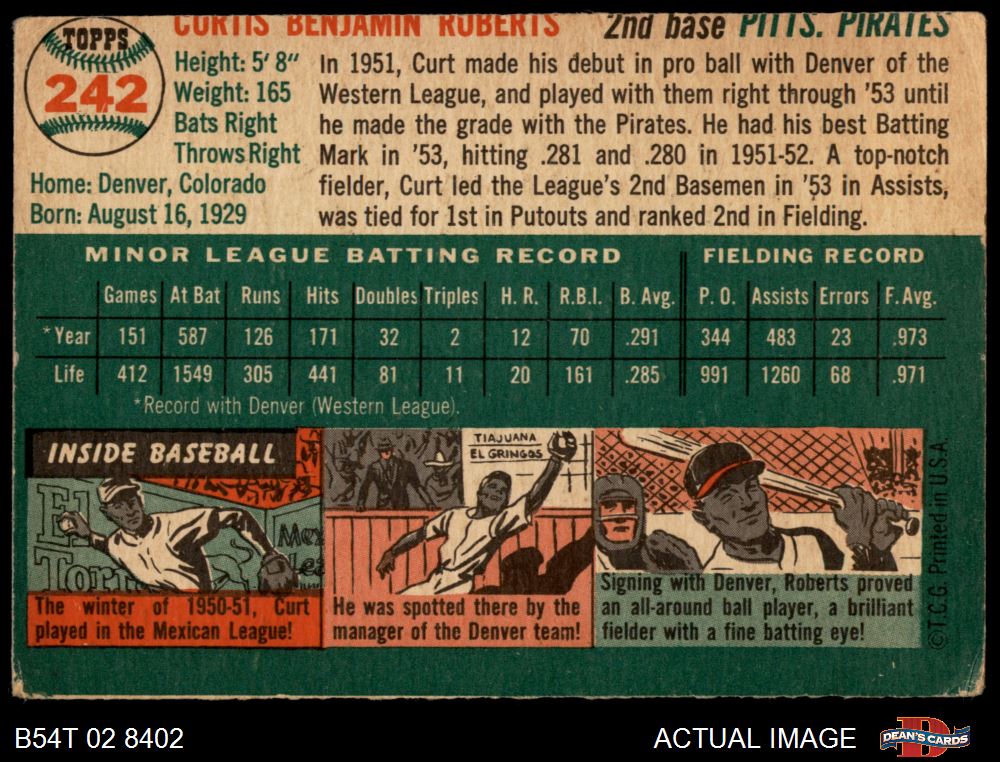 TOPPS
242
CURTIS BENJAMIN ROBERTS 2nd base PITTS. PIRATES
Height: 5' 8"
Weight: 165
Bats Right
Throws Right
Home: Denver, Colorado
Born: August 16, 1929
In 1951, Curt made his debut in pro ball with Denver of the
Western League, and played with them right through '53 until
he made the grade with the Pirates. He had his best Batting
Mark in '53, hitting .281 and .280 in 1951-52. A top-notch
fielder, Curt led the League's 2nd Basemen in '53 in Assists,
was tied for 1st in Putouts and ranked 2nd in Fielding.
MINOR LEAGUE BATTING RECORD FIELDING RECORD
Games At Bat Runs Hits Doubles Triples H. R. R.B.I. B. Avg. P. O. Assists Errors F. Avg.
*Year 151 587 126 171 32 2 12 70 .291 344 483 23 .973
Life 412 1549 305 441 81 11 20 161 .285 991 1260 68 .971
*Record with Denver (Western League).
INSIDE BASEBALL
El
Tor
Mex
Lea
The winter of 1950-51, Curt
played in the Mexican League!
TIAJUANA
EL GRINGOS
He was spotted there by the
manager of the Denver team!
Signing with Denver, Roberts proved
an all-around ball player, a brilliant
fielder with a fine batting eye!
©T.C.G. Printed in U.S.A.
B54T 02 8402 ACTUAL IMAGE
D
DEAN'S CARDS